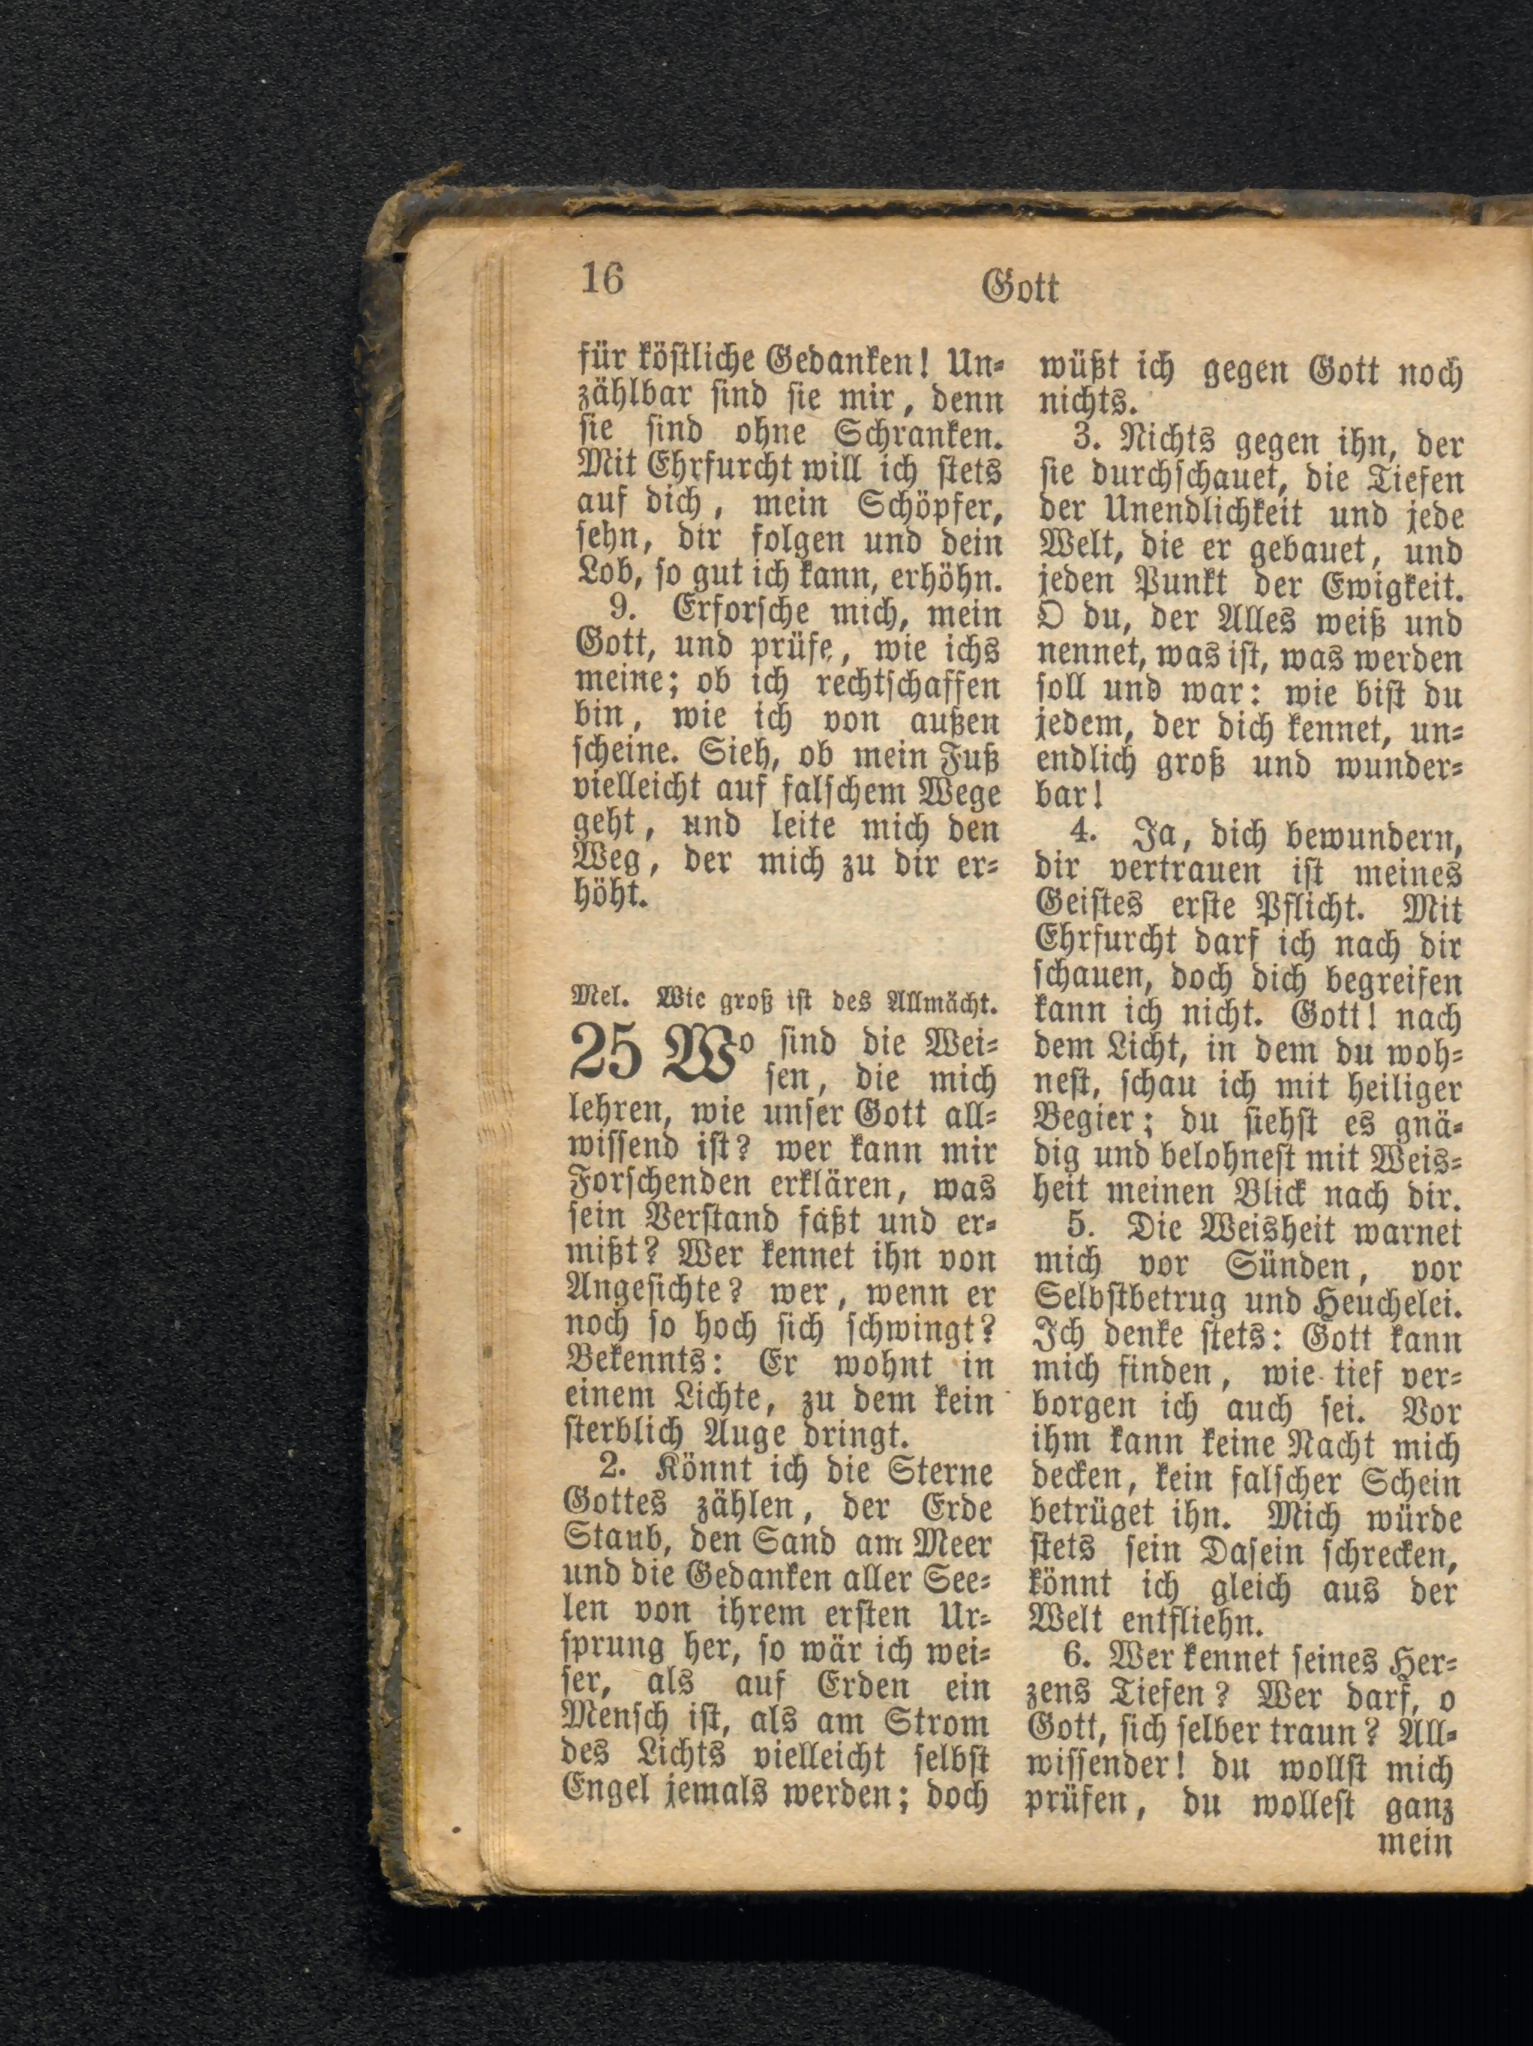 16
Gott
für köstliche Gedanken! Un-
zählbar sind sie mir, denn
sie sind ohne Schranken.
Mit Ehrfurcht will ich stets
auf dich, mein Schöpfer,
sehn, dir folgen und dein
Lob, so gut ich kann, erhöhn.
9. Erforsche mich, mein
Gott, und prüfe, wie ichs
meine; ob ich rechtschaffen
bin, wie ich von außen
scheine. Sieh, ob mein Fuß
vielleicht auf falschem Wege
geht, und leite mich den
Weg, der mich zu dir er-
höht.
Mel. Wie groß ist des Allmächt.
25 Wo sind die Wei-
sen, die mich
lehren, wie unser Gott all-
wissend ist? wer kann mir
Forschenden erklären, was
sein Verstand faßt und er-
mißt? Wer kennet ihn von
Angesichte? wer, wenn er
noch so hoch sich schwingt?
Bekennts: Er wohnt in
einem Lichte, zu dem kein
sterblich Auge dringt.
2. Könnt ich die Sterne
Gottes zählen, der Erde
Staub, den Sand am Meer
und die Gedanken aller See-
len von ihrem ersten Ur-
sprung her, so wär ich wei-
ser, als auf Erden ein
Mensch ist, als am Strom
des Lichts vielleicht selbst
Engel jemals werden; doch
wüßt ich gegen Gott noch
nichts.
3. Nichts gegen ihn, der
sie durchschauet, die Tiefen
der Unendlichkeit und jede
Welt, die er gebauet, und
jeden Punkt der Ewigkeit.
O du, der Alles weiß und
nennet, was ist, was werden
soll und war: wie bist du
jedem, der dich kennet, un-
endlich groß und wunder-
bar!
4. Ja, dich bewundern,
dir vertrauen ist meines
Geistes erste Pflicht. Mit
Ehrfurcht darf ich nach dir
schauen, doch dich begreifen
kann ich nicht. Gott! nach
dem Licht, in dem du woh-
nest, schau ich mit heiliger
Begier; du siehst es gnä-
dig und belohnest mit Weis-
heit meinen Blick nach dir.
5. Die Weisheit warnet
mich vor Sünden, vor
Selbstbetrug und Heuchelei.
Ich denke stets: Gott kann
mich finden, wie tief ver-
borgen ich auch sei. Vor
ihm kann keine Nacht mich
decken, kein falscher Schein
betrüget ihn. Mich würde
stets sein Dasein schrecken,
könnt ich gleich aus der
Welt entfliehn.
6. Wer kennet seines Her-
zens Tiefen? Wer darf, o
Gott, sich selber traun? All-
wissender! du wollst mich
prüfen, du wollest ganz
mein